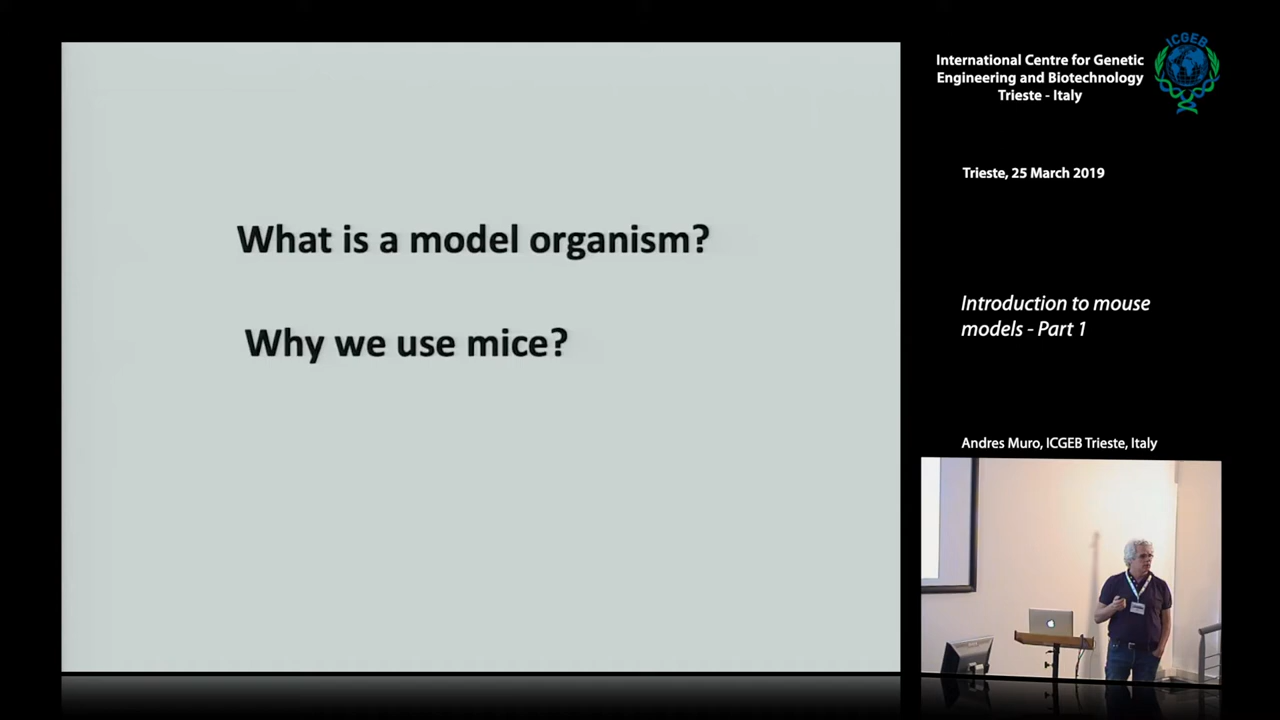 What is a model organism?
Why we use mice?
ICGEB
International Centre for Genetic
Engineering and Biotechnology
Trieste - Italy
Trieste, 25 March 2019
Introduction to mouse
models - Part 1
Andres Muro, ICGEB Trieste, Italy